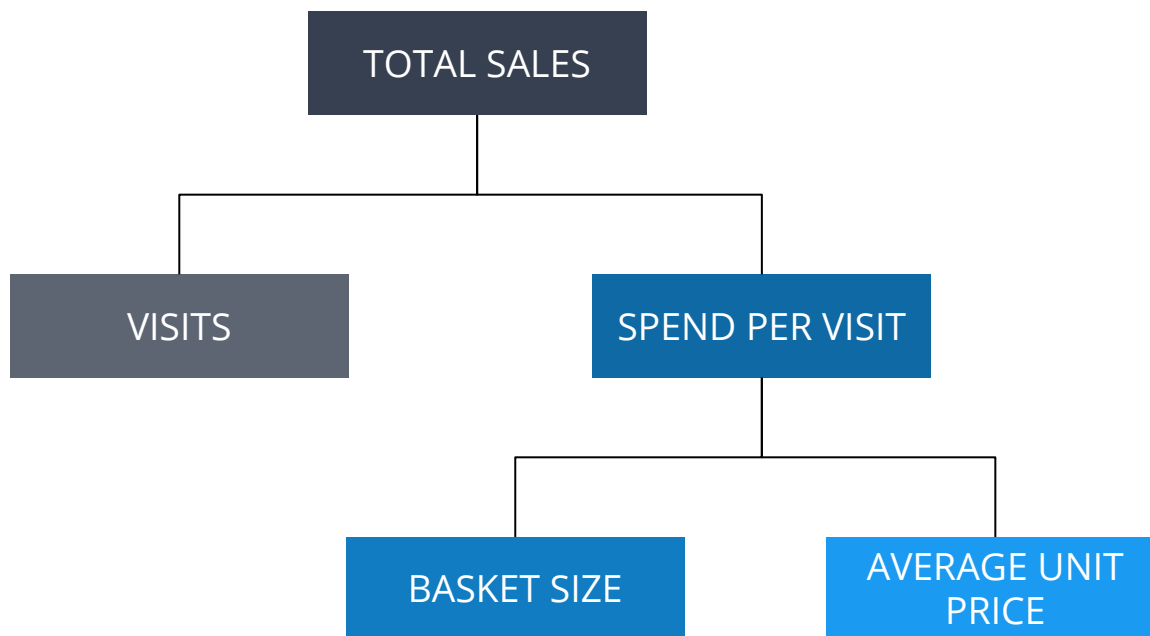 TOTAL SALES
VISITS
SPEND PER VISIT
BASKET SIZE
AVERAGE UNIT
PRICE